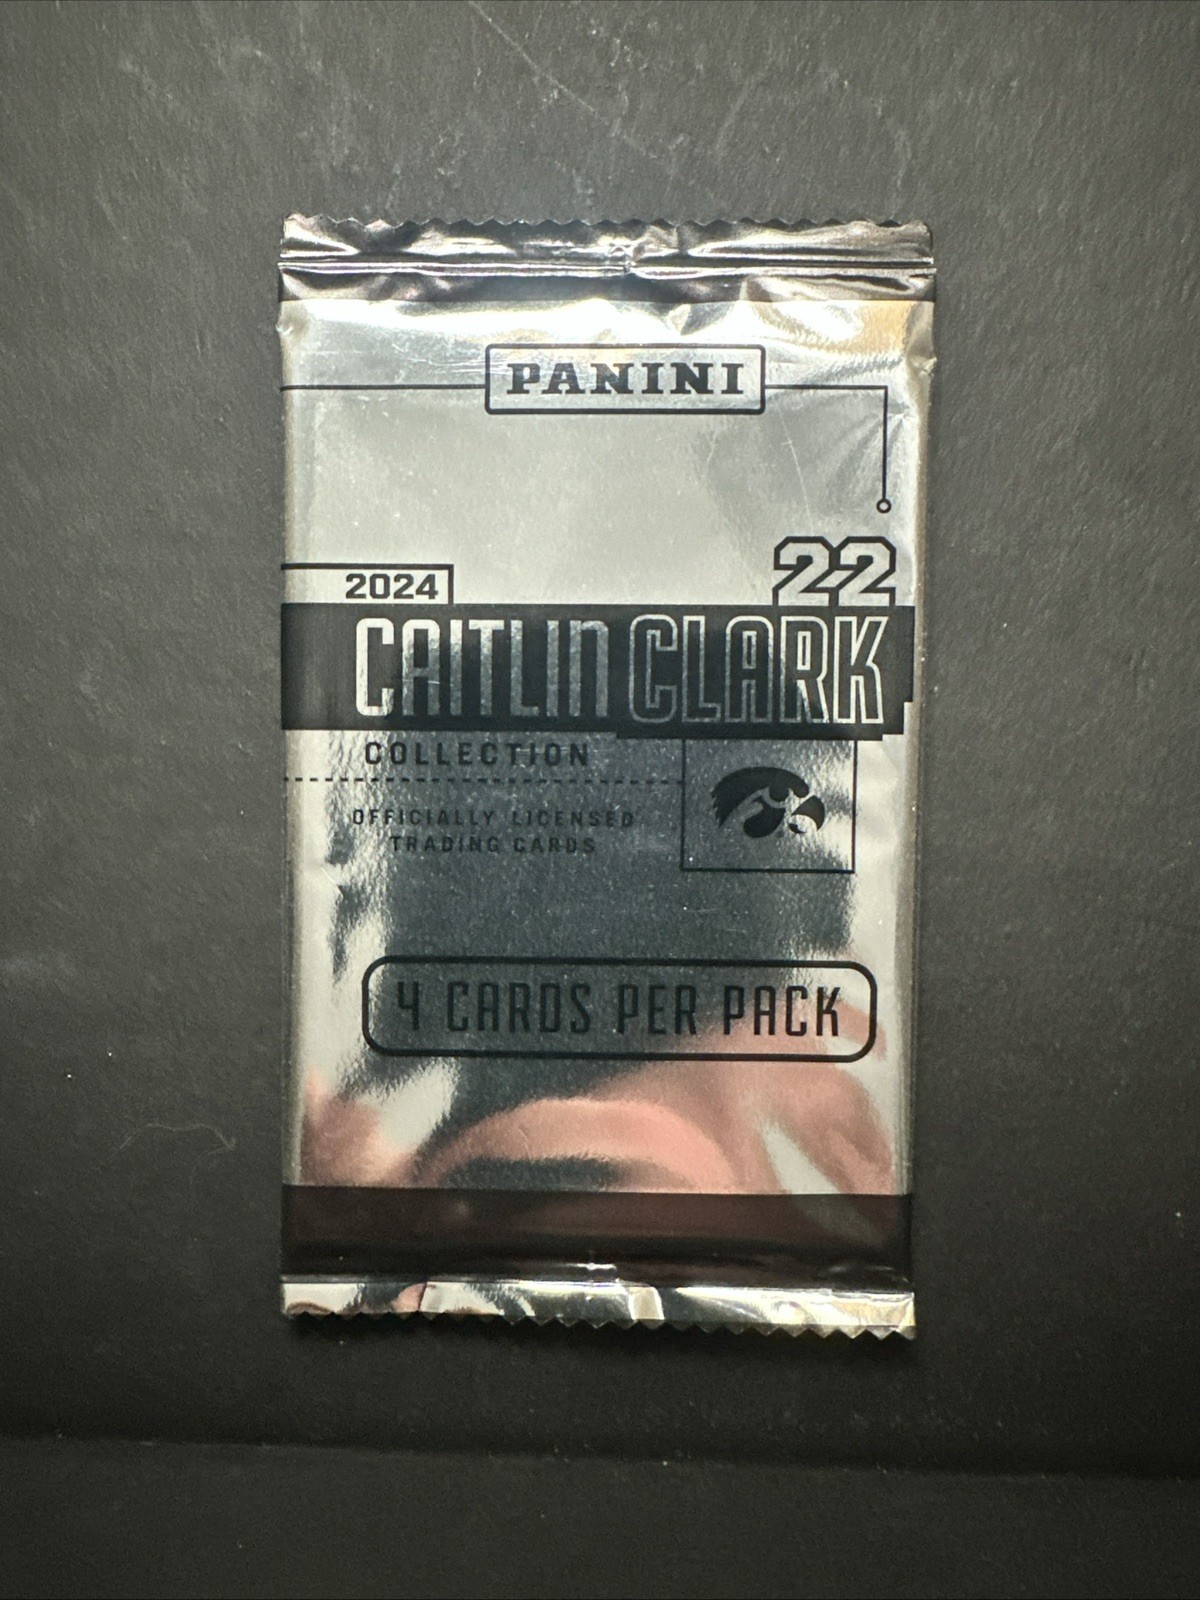 PANINI
22
2024
CAITLIN CLARK
COLLECTION
OFFICIALLY LICENSED
TRADING CARDS
4 CARDS PER PACK